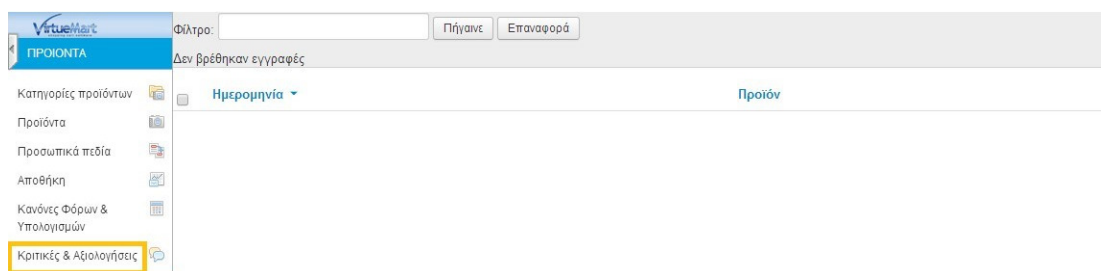 VirtueMart
Φίλτρο: Πήγαινε Επαναφορά
ΠΡΟΙΟΝΤΑ
Δεν βρέθηκαν εγγραφές
Κατηγορίες προϊόντων
Ημερομηνία Προϊόν
Προϊόντα
Προσωπικά πεδία
Αποθήκη
Κανόνες Φόρων &
Υπολογισμών
Κριτικές & Αξιολογήσεις